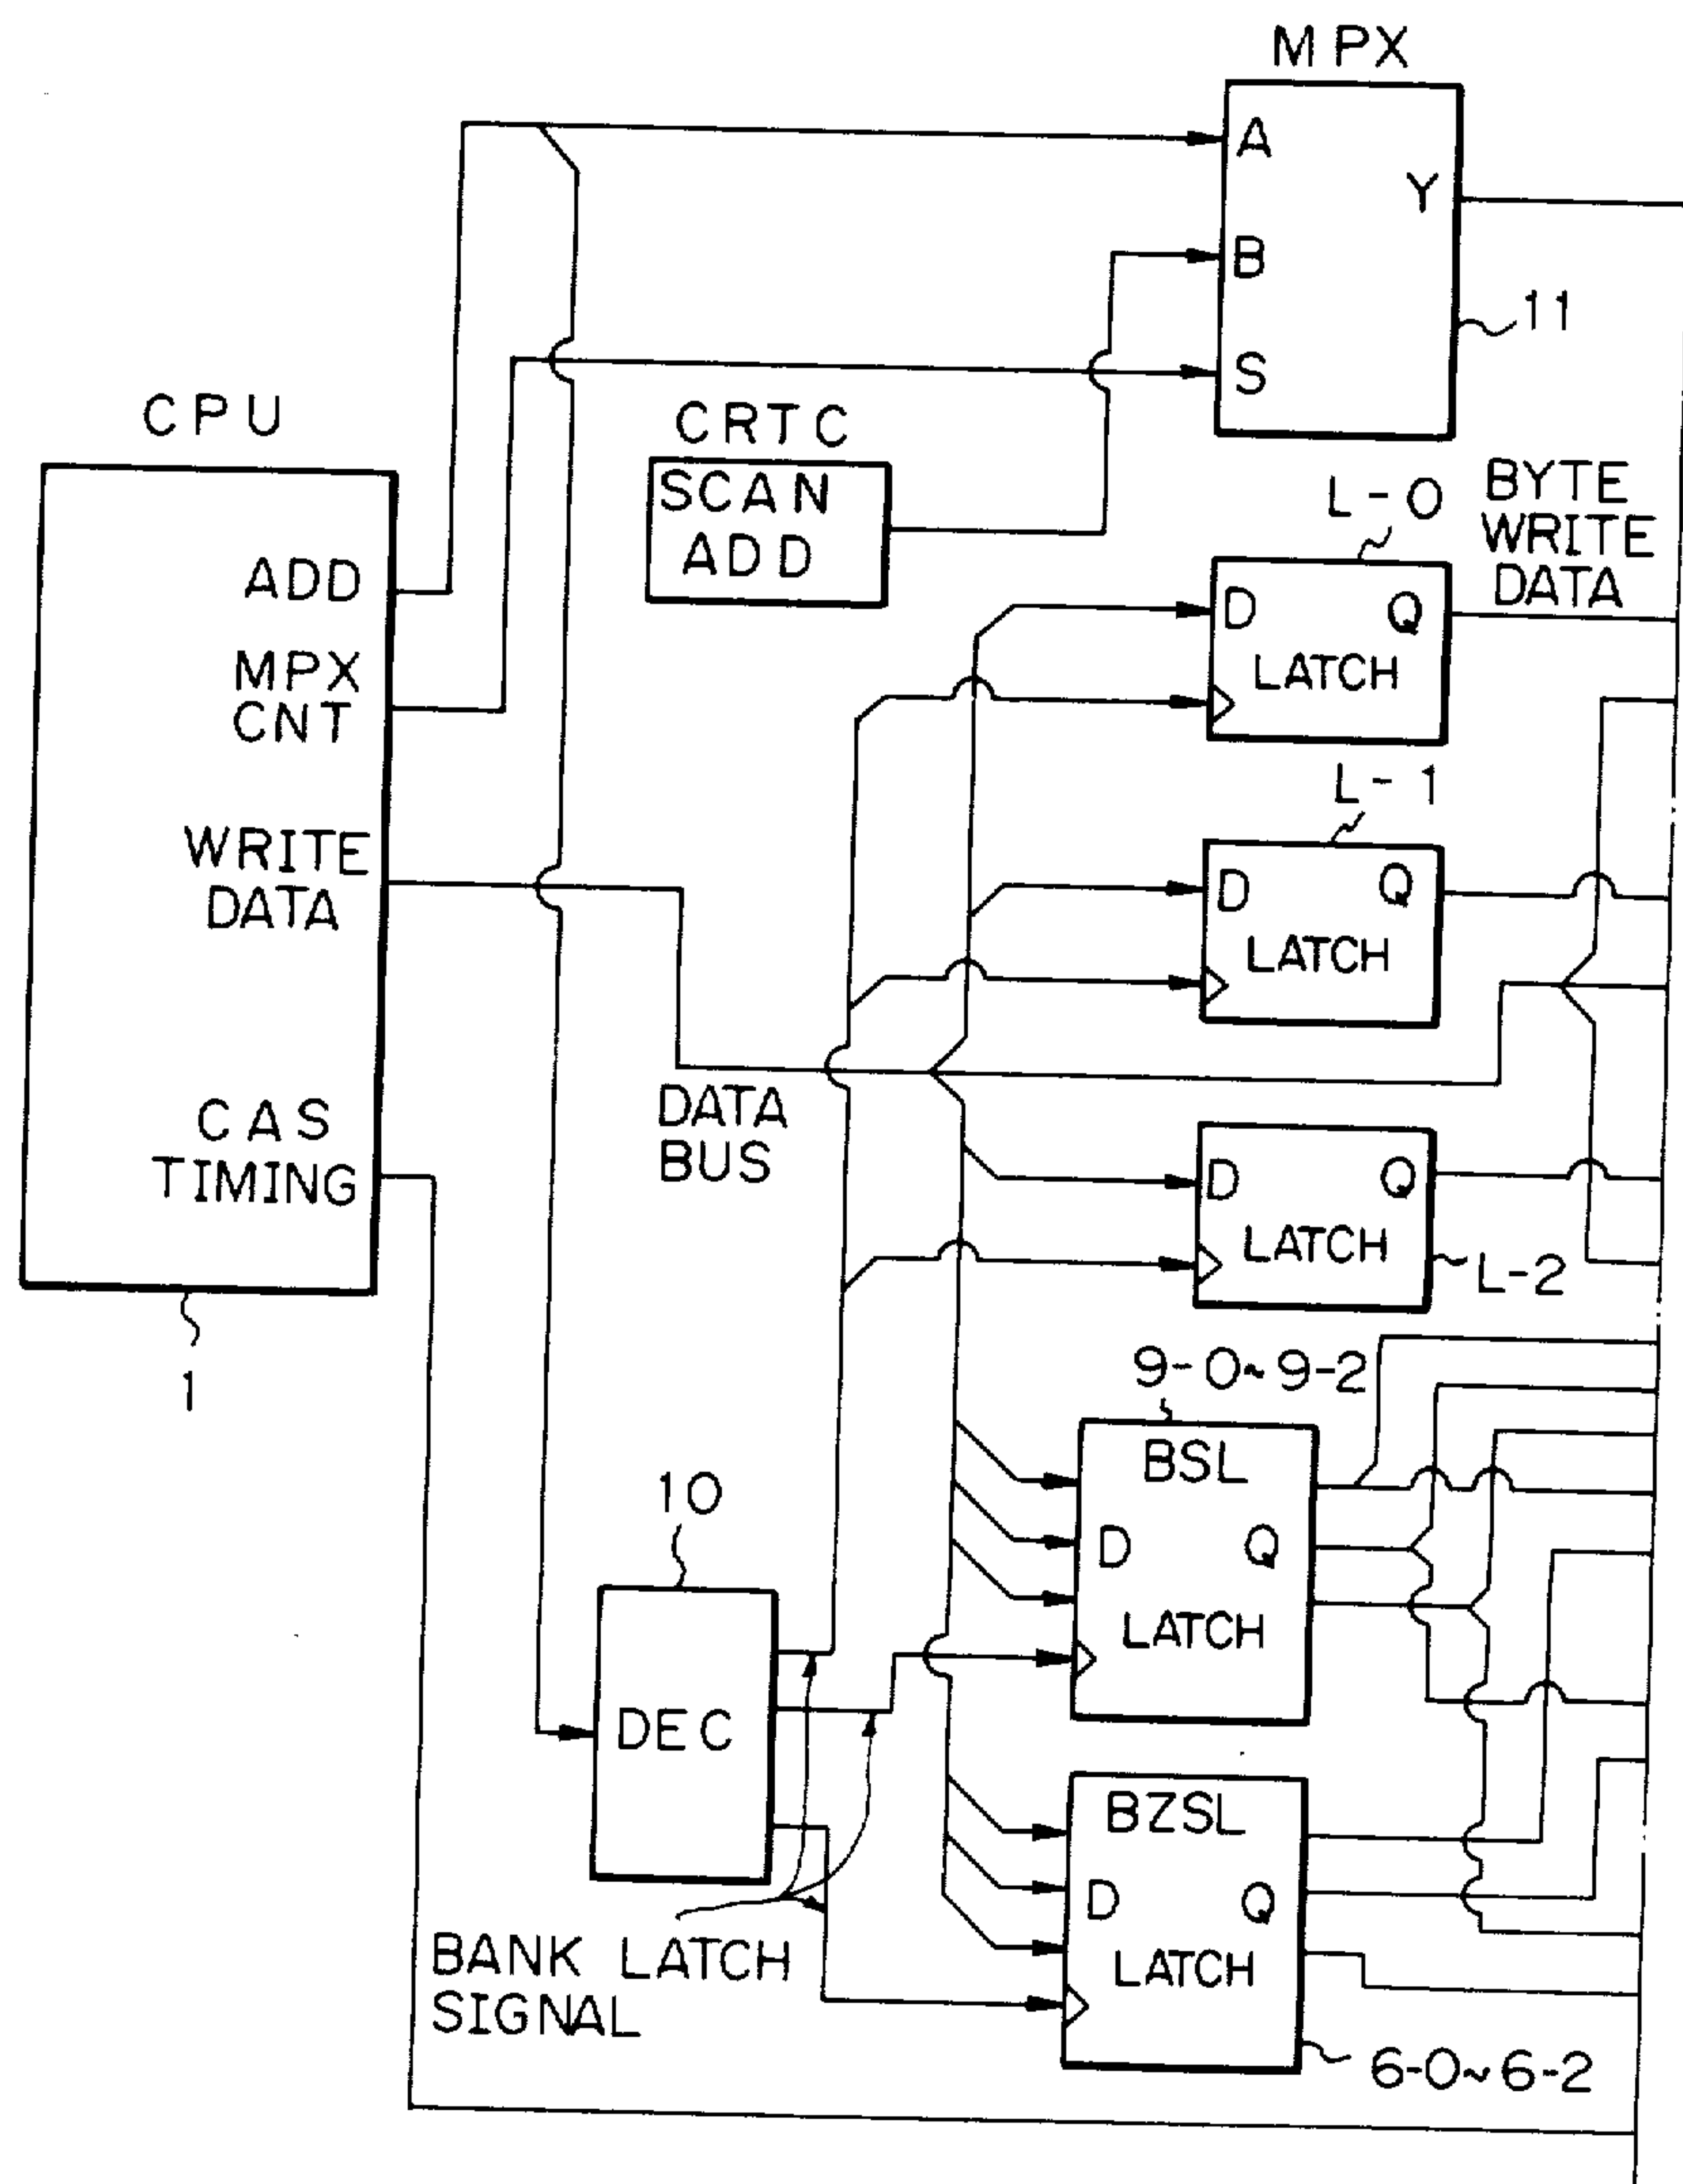 MPX
A
Y
B
S
11
CPU
ADD
MPX
CNT
WRITE
DATA
CAS
TIMING
1
CRTC
SCAN
ADD
L-0
BYTE
WRITE
DATA
D Q
LATCH
L-1
D Q
LATCH
DATA
BUS
D Q
LATCH
L-2
9-0~9-2
BSL
D Q
LATCH
10
DEC
BZSL
D Q
LATCH
BANK LATCH
SIGNAL
6-0~6-2